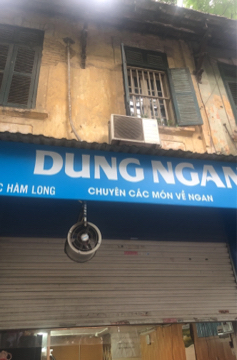 DUNG NGAN
C HÀM LONG
CHUYÊN CÁC MÓN VỀ NGAN